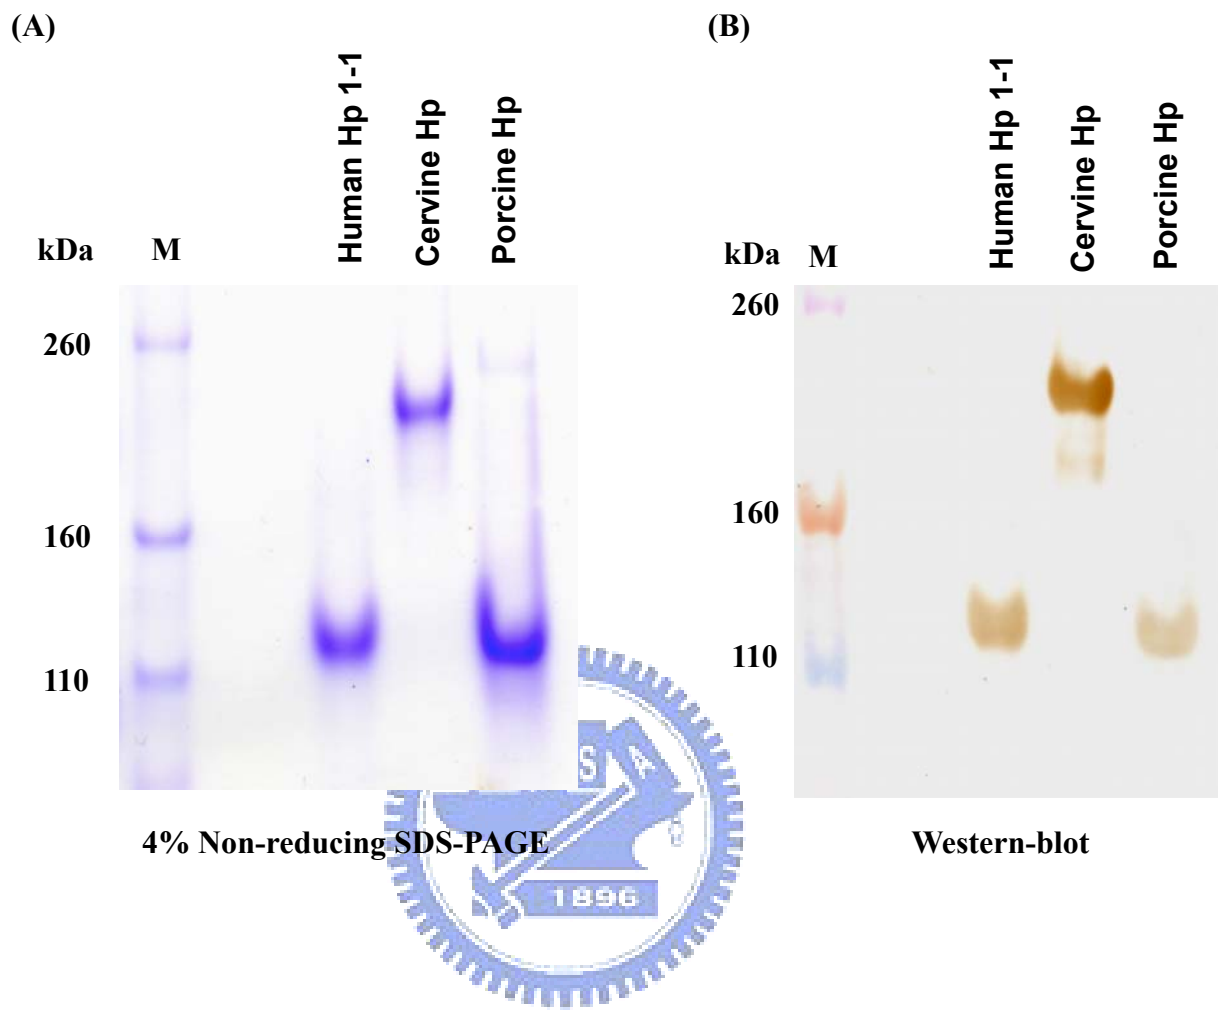 (A)
Human Hp 1-1
Cervine Hp
Porcine Hp
kDa
M
260
160
110
4% Non-reducing SDS-PAGE
(B)
Human Hp 1-1
Cervine Hp
Porcine Hp
kDa
M
260
160
110
Western-blot
S A
1896